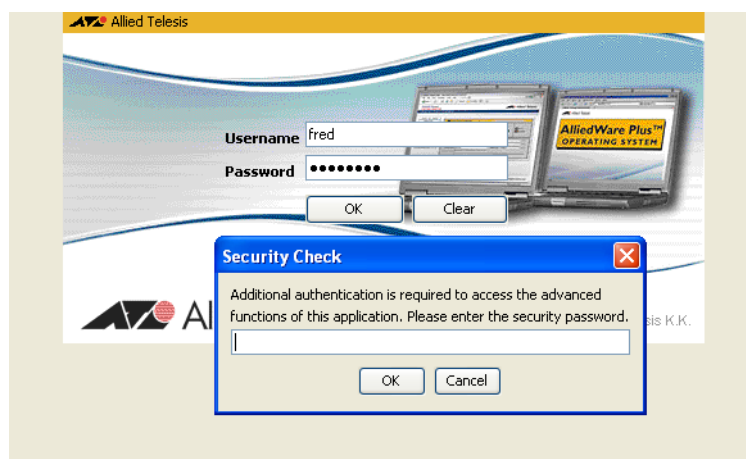 Allied Telesis
AlliedWare Plus™
OPERATING SYSTEM
Username fred
Password ●●●●●●●●
OK Clear
Security Check
Additional authentication is required to access the advanced
functions of this application. Please enter the security password.
OK Cancel
Al
sis K.K.